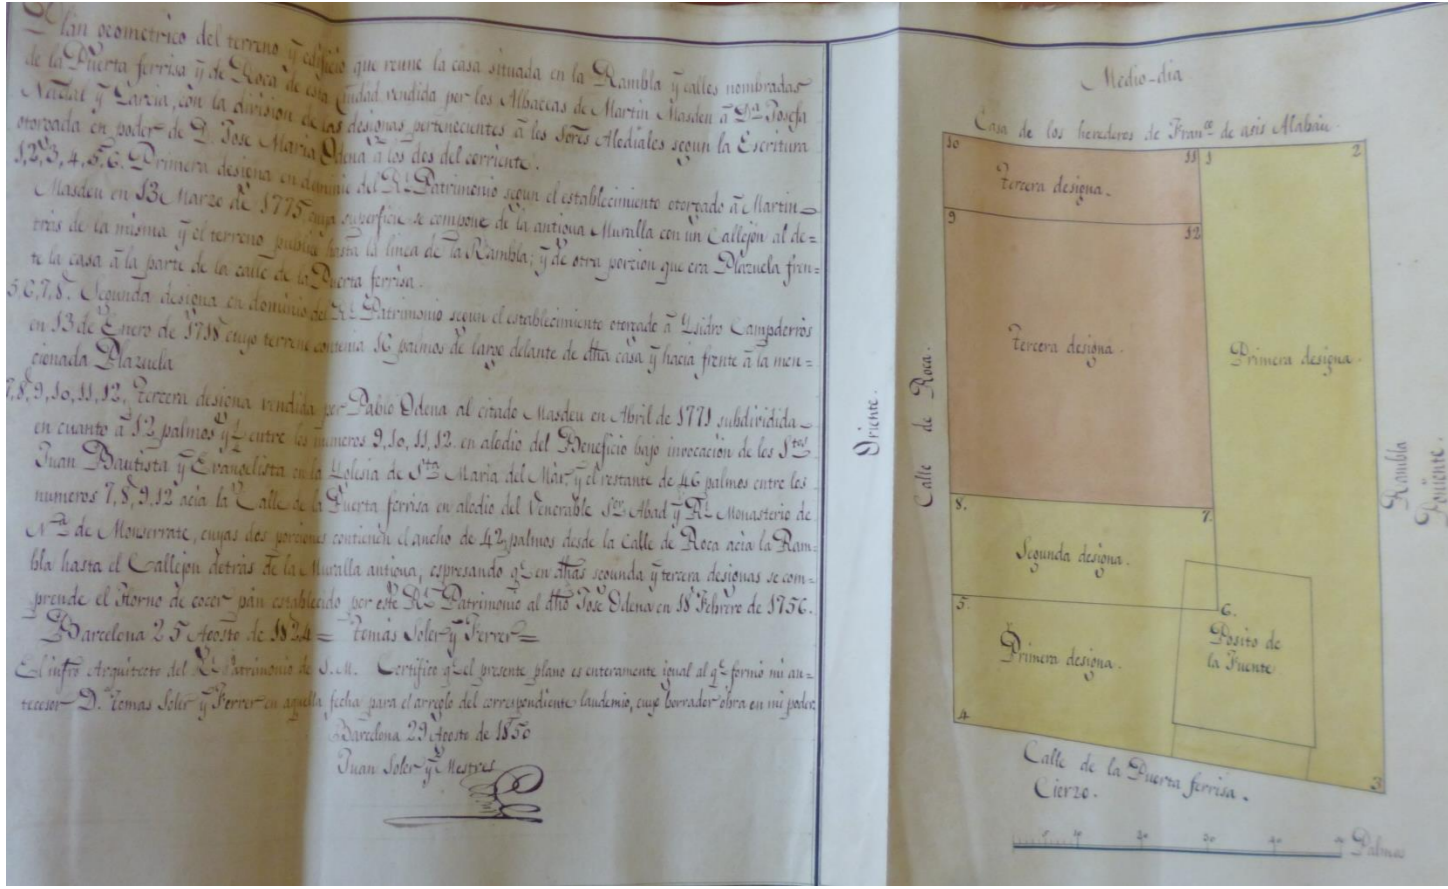 Plan geometrico del terreno y edificio que reune la casa situada en la Rambla y calles nombradas
de la Puerta ferrisa y de Roca de esta Ciudad vendida por los Albaceas de Martin Masdeu à Dª Josefa
Nadal y Garcia, con la division de las designas pertenecientes à los Sres Alodiales segun la Escritura
otorgada en poder de D. Jose Maria Odena à los dos del corriente.
1,2,3,4,5,6. Primera designa en dominio del Rl Patrimonio segun el establecimiento otorgado à Martin
Masdeu en 13 Marzo de 1775 cuya superficie se compone de la antigua Muralla con un Callejon al de=
trás de la misma y el terreno publico hasta la linea de la Rambla; y de otra porcion que era Plazuela fren=
te la casa à la parte de la calle de la Puerta ferrisa.
5,6,7,8. Segunda designa en dominio del Rl Patrimonio segun el establecimiento otorgado à Ysidro Campderros
en 13 de Enero de 1718 cuyo terreno contenia 16 palmos de largo delante de dha casa y hacia frente à la men=
cionada Plazuela
7,8,9,10,11,12. Tercera designa vendida por Pablo Odena al citado Masdeu en Abril de 1771 subdividida
en cuanto à 12 palmos y ½ entre los numeros 9,10,11,12 en alodio del Beneficio bajo invocacion de los Stos
Juan Bautista y Evangelista en la Yglesia de Sta Maria del Mar y el restante de 46 palmos entre los
numeros 7,8,9,12 acia la Calle de la Puerta ferrisa en alodio del Venerable Sor Abad y Rl Monasterio de
Nª Sª de Monserrate, cuyas dos porciones contienen el ancho de 42 palmos desde la Calle de Roca acia la Ram=
bla hasta el Callejon detrás de la Muralla antigua, espresando qe en dhas segunda y tercera designas se com=
prende el Horno de cocer pan establecido por este Rl Patrimonio al dho Jose Odena en 18 Febrero de 1756.
Barcelona 25 Agosto de 1824 = Tomás Soler y Ferrer =
El infro Arquitecto del Rl Patrimonio de S.M. Certifico qe el presente plano es enteramente igual al qe formó mi an=
tecesor D. Tomas Soler y Ferrer en aquella fecha para el arreglo del correspondiente laudemio, cuyo borrador obra en mi poder.
Barcelona 29 Agosto de 1850
Juan Soler y Mestres
Medio-dia.
Casa de los herederos de Franco de asis Mabáu.
10
11
1
2
Tercera designa.
9
12
Tercera designa.
Primera designa.
Oriente.
Calle de Roca.
Rambla
Poniente.
8.
7.
Segunda designa.
5.
6.
Primera designa.
Posito de
la Fuente
4
3
Calle de la Puerta ferrisa.
Cierzo.
Palmos